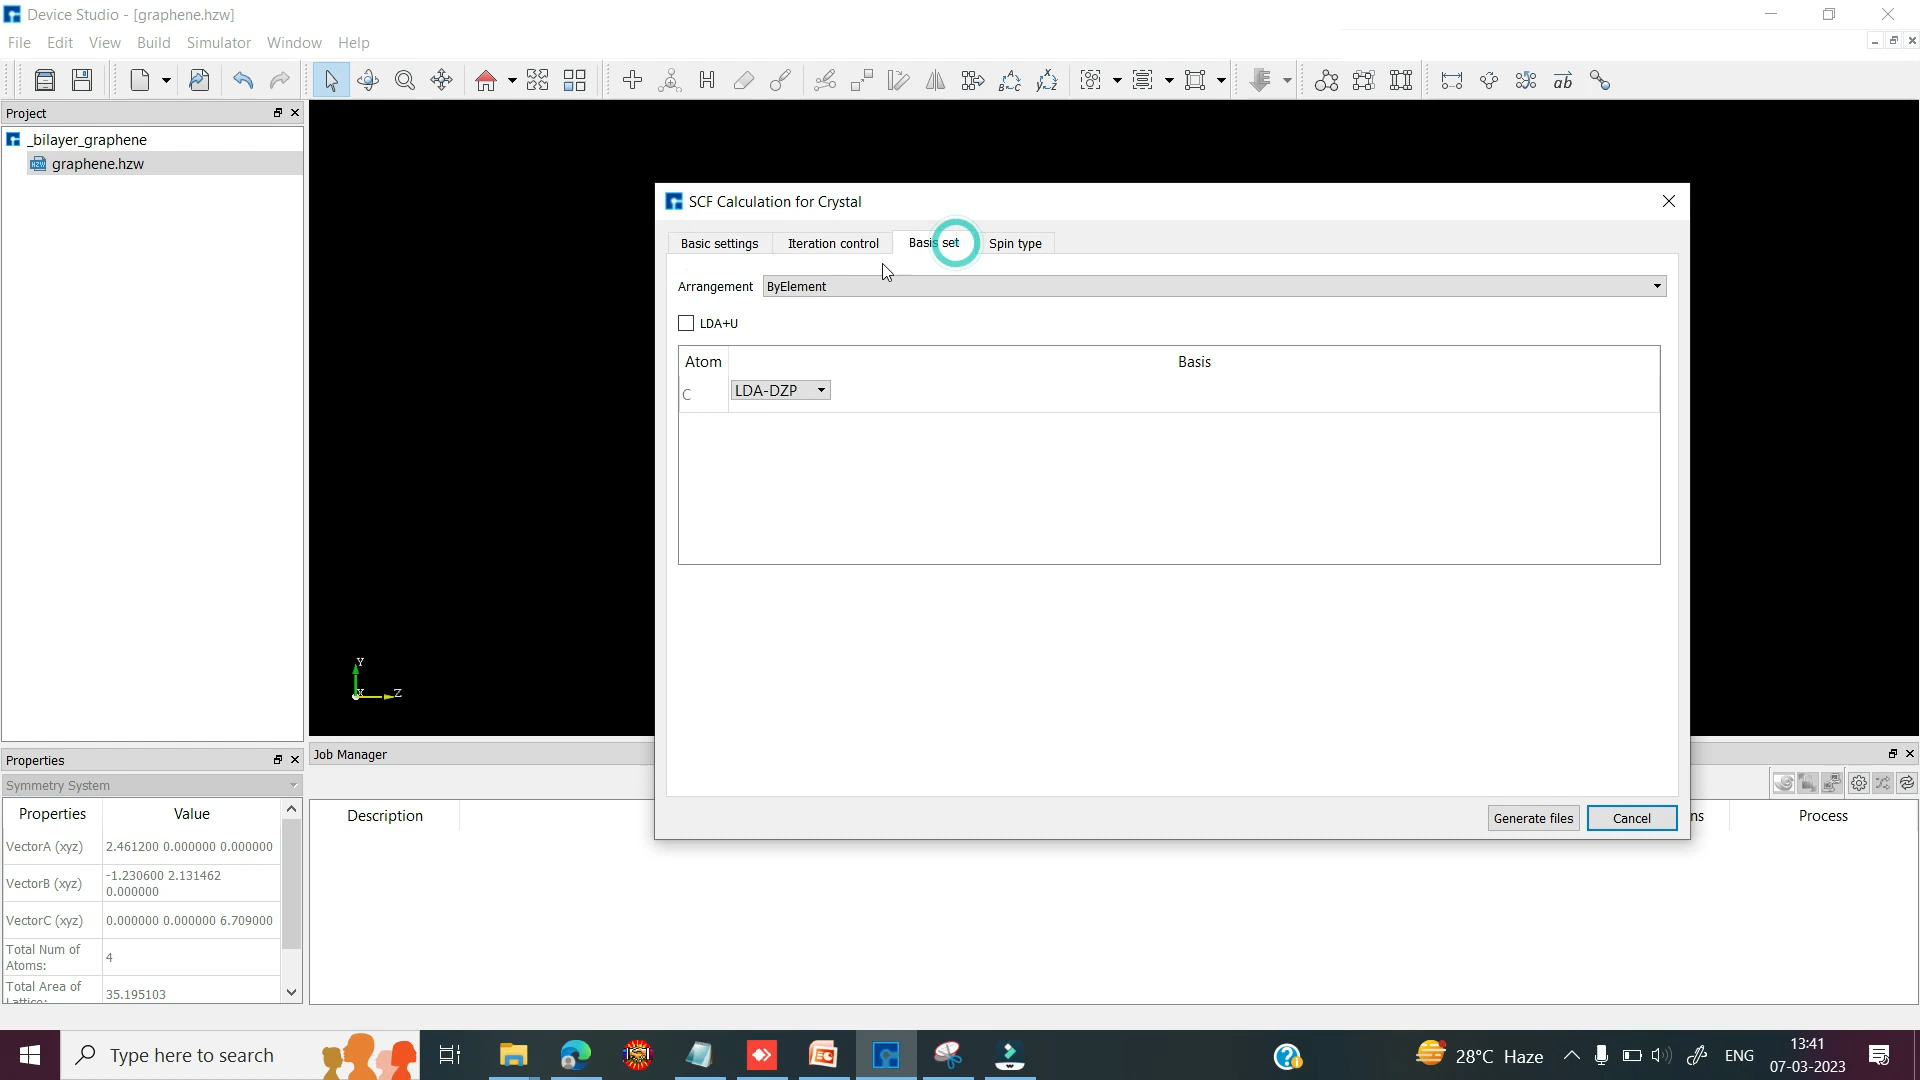 Device Studio - [graphene.hzw]
File Edit View Build Simulator Window Help
Project
_bilayer_graphene
graphene.hzw
SCF Calculation for Crystal
Basic settings Iteration control Basis set Spin type
Arrangement ByElement
LDA+U
Atom Basis
C LDA-DZP
Y
X Z
Generate files Cancel
Properties
Symmetry System
Properties Value
VectorA (xyz) 2.461200 0.000000 0.000000
VectorB (xyz) -1.230600 2.131462
0.000000
VectorC (xyz) 0.000000 0.000000 6.709000
Total Num of
Atoms: 4
Total Area of
35.195103
Job Manager
Description Process
Type here to search
28°C Haze ENG 13:41
07-03-2023